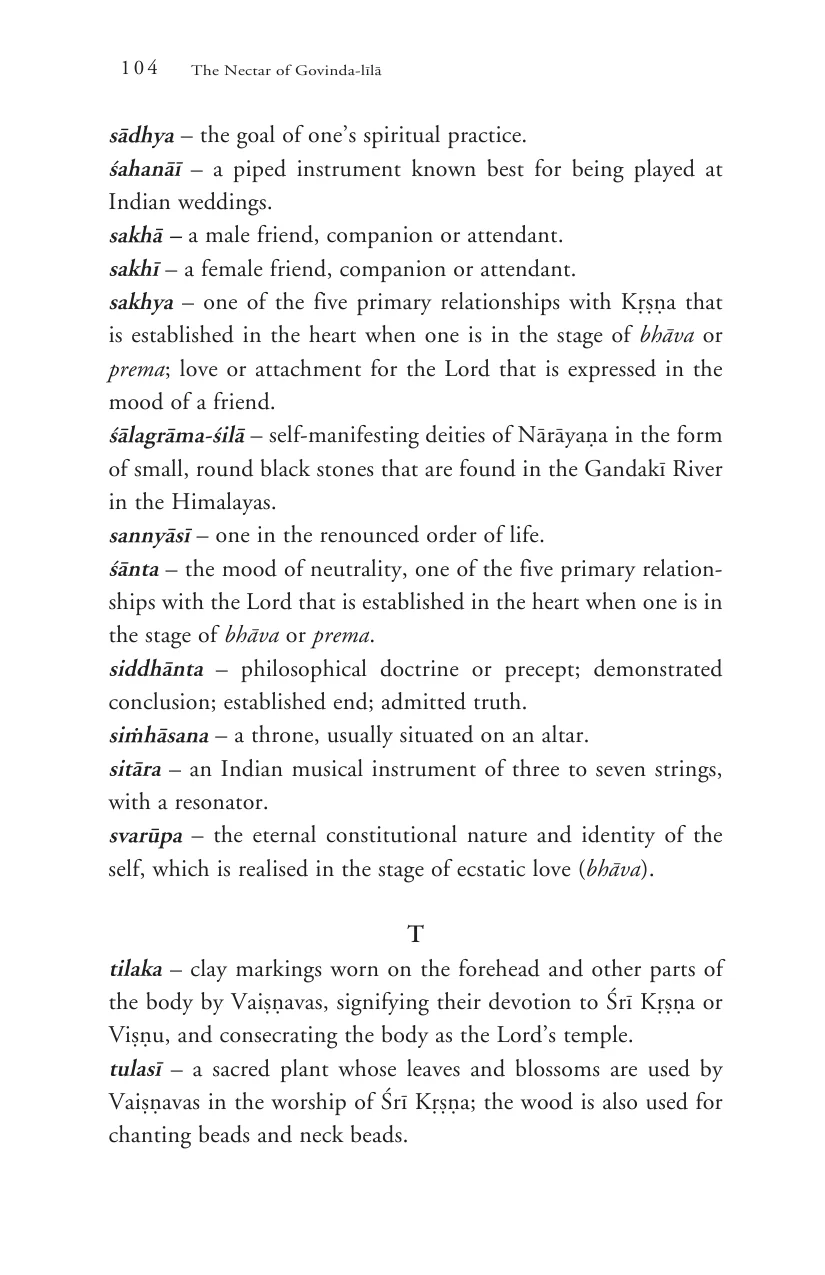 104 The Nectar of Govinda-līlā
sādhya – the goal of one’s spiritual practice.
śahanāī – a piped instrument known best for being played at
Indian weddings.
sakhā – a male friend, companion or attendant.
sakhī – a female friend, companion or attendant.
sakhya – one of the five primary relationships with Kṛṣṇa that
is established in the heart when one is in the stage of bhāva or
prema; love or attachment for the Lord that is expressed in the
mood of a friend.
śālagrāma-śilā – self-manifesting deities of Nārāyaṇa in the form
of small, round black stones that are found in the Gandakī River
in the Himalayas.
sannyāsī – one in the renounced order of life.
śānta – the mood of neutrality, one of the five primary relation-
ships with the Lord that is established in the heart when one is in
the stage of bhāva or prema.
siddhānta – philosophical doctrine or precept; demonstrated
conclusion; established end; admitted truth.
siṁhāsana – a throne, usually situated on an altar.
sitāra – an Indian musical instrument of three to seven strings,
with a resonator.
svarūpa – the eternal constitutional nature and identity of the
self, which is realised in the stage of ecstatic love (bhāva).
T
tilaka – clay markings worn on the forehead and other parts of
the body by Vaiṣṇavas, signifying their devotion to Śrī Kṛṣṇa or
Viṣṇu, and consecrating the body as the Lord’s temple.
tulasī – a sacred plant whose leaves and blossoms are used by
Vaiṣṇavas in the worship of Śrī Kṛṣṇa; the wood is also used for
chanting beads and neck beads.